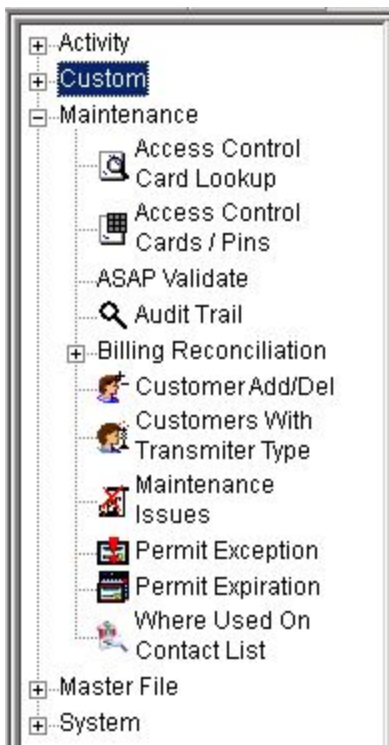 Activity
Custom
Maintenance
Access Control
Card Lookup
Access Control
Cards / Pins
ASAP Validate
Audit Trail
Billing Reconciliation
Customer Add/Del
Customers With
Transmiter Type
Maintenance
Issues
Permit Exception
Permit Expiration
Where Used On
Contact List
Master File
System